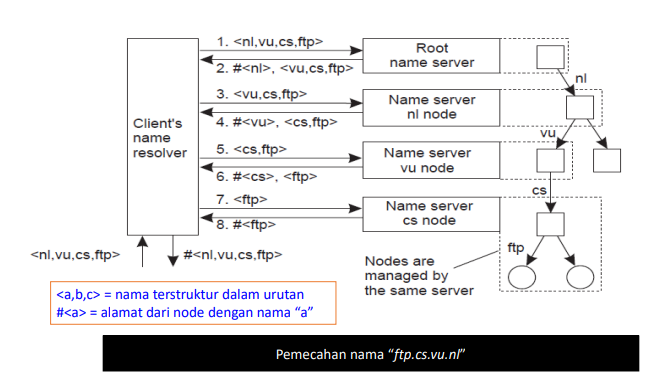 1. <nl,vu,cs,ftp>
2. #<nl>, <vu,cs,ftp>
Root
name server
nl
3. <vu,cs,ftp>
4. #<vu>, <cs,ftp>
Name server
nl node
vu
Client's
name
resolver
5. <cs,ftp>
6. #<cs>, <ftp>
Name server
vu node
cs
7. <ftp>
8. #<ftp>
Name server
cs node
ftp
<nl,vu,cs,ftp>
#<nl,vu,cs,ftp>
Nodes are
managed by
the same server
<a,b,c> = nama terstruktur dalam urutan
#<a> = alamat dari node dengan nama “a”
Pemecahan nama “ftp.cs.vu.nl”